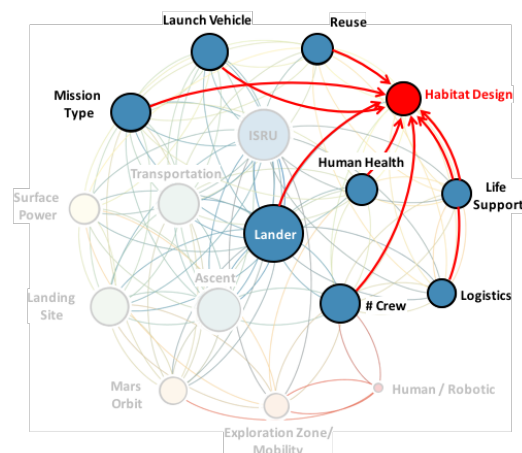 Launch Vehicle
Reuse
Mission
Type
Habitat Design
ISRU
Human Health
Transportation
Life
Support
Surface
Power
Lander
Ascent
Landing
Site
# Crew
Logistics
Mars
Orbit
Human / Robotic
Exploration Zone/
Mobility